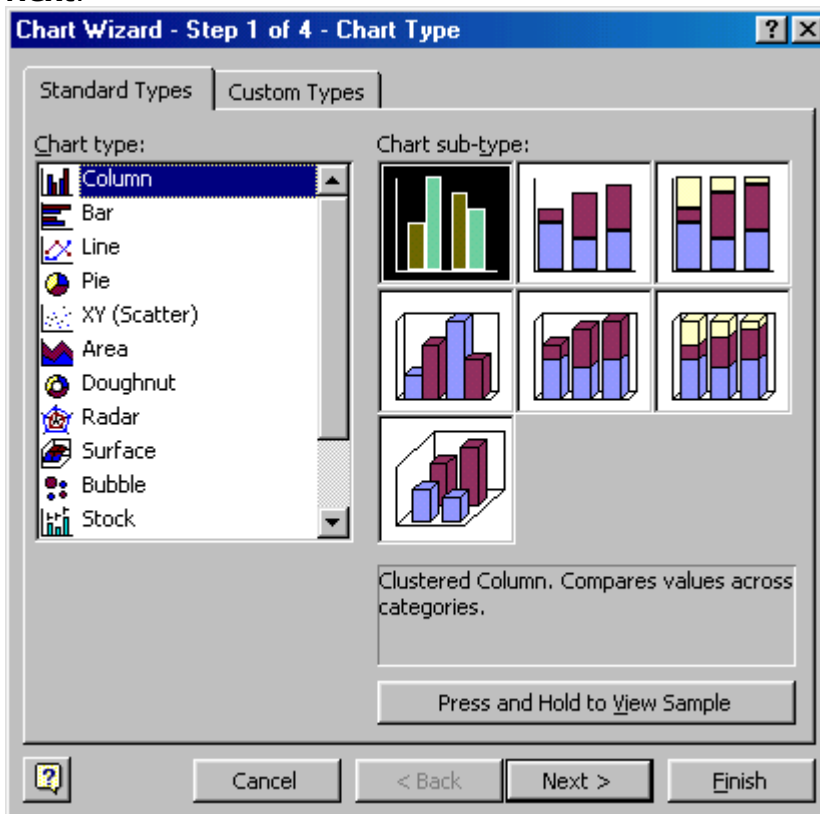 Next.
Chart Wizard - Step 1 of 4 - Chart Type
Standard Types
Custom Types
Chart type:
Column
Bar
Line
Pie
XY (Scatter)
Area
Doughnut
Radar
Surface
Bubble
Stock
Chart sub-type:
Clustered Column. Compares values across
categories.
Press and Hold to View Sample
Cancel
< Back
Next >
Finish